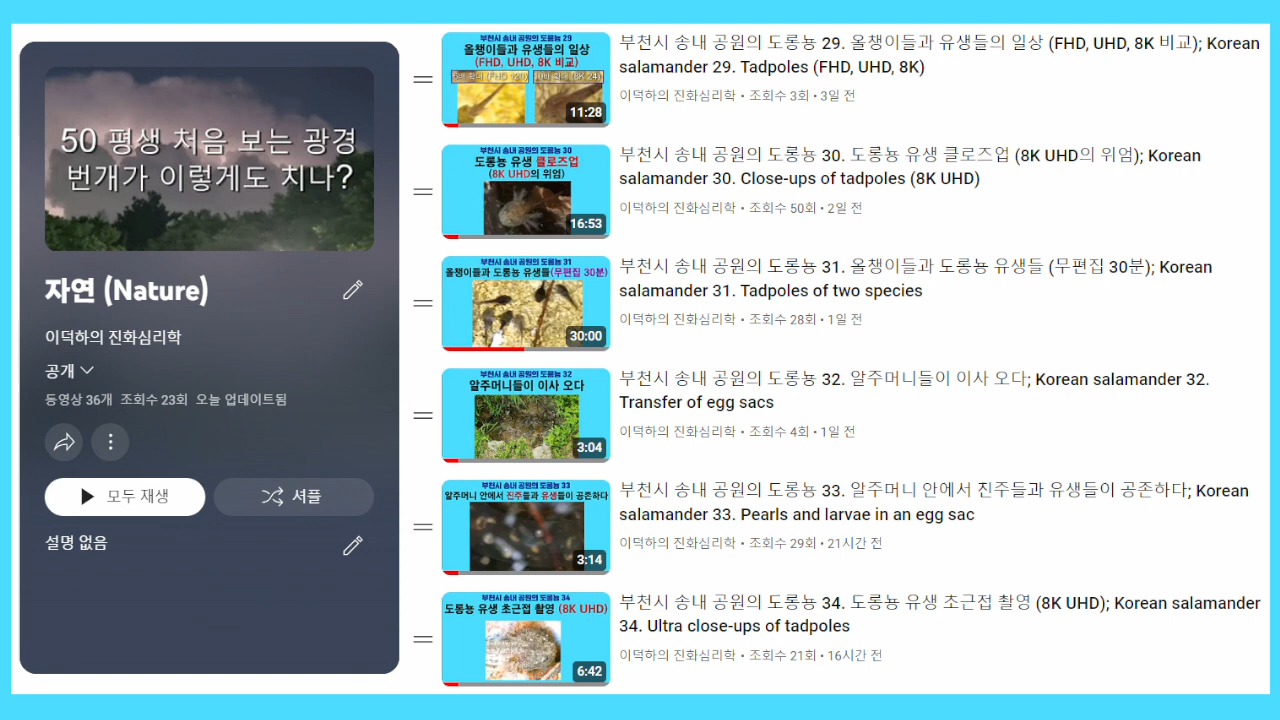 50 평생 처음 보는 광경
번개가 이렇게도 치나?
자연 (Nature)
이덕하의 진화심리학
공개
동영상 36개 조회수 23회 오늘 업데이트됨
모두 재생
셔플
설명 없음
부천시 송내 공원의 도롱뇽 29
올챙이들과 유생들의 일상
(FHD, UHD, 8K 비교)
11:28
부천시 송내 공원의 도롱뇽 29. 올챙이들과 유생들의 일상 (FHD, UHD, 8K 비교); Korean
salamander 29. Tadpoles (FHD, UHD, 8K)
이덕하의 진화심리학 • 조회수 3회 • 3일 전
부천시 송내 공원의 도롱뇽 30
도롱뇽 유생 클로즈업
(8K UHD의 위엄)
16:53
부천시 송내 공원의 도롱뇽 30. 도롱뇽 유생 클로즈업 (8K UHD의 위엄); Korean
salamander 30. Close-ups of tadpoles (8K UHD)
이덕하의 진화심리학 • 조회수 50회 • 2일 전
부천시 송내 공원의 도롱뇽 31
올챙이들과 도롱뇽 유생들(무편집 30분)
30:00
부천시 송내 공원의 도롱뇽 31. 올챙이들과 도롱뇽 유생들 (무편집 30분); Korean
salamander 31. Tadpoles of two species
이덕하의 진화심리학 • 조회수 28회 • 1일 전
부천시 송내 공원의 도롱뇽 32
알주머니들이 이사 오다
3:04
부천시 송내 공원의 도롱뇽 32. 알주머니들이 이사 오다; Korean salamander 32.
Transfer of egg sacs
이덕하의 진화심리학 • 조회수 4회 • 1일 전
부천시 송내 공원의 도롱뇽 33
알주머니 안에서 진주들과 유생들이 공존하다
3:14
부천시 송내 공원의 도롱뇽 33. 알주머니 안에서 진주들과 유생들이 공존하다; Korean
salamander 33. Pearls and larvae in an egg sac
이덕하의 진화심리학 • 조회수 29회 • 21시간 전
부천시 송내 공원의 도롱뇽 34
도롱뇽 유생 초근접 촬영 (8K UHD)
6:42
부천시 송내 공원의 도롱뇽 34. 도롱뇽 유생 초근접 촬영 (8K UHD); Korean salamander
34. Ultra close-ups of tadpoles
이덕하의 진화심리학 • 조회수 21회 • 16시간 전